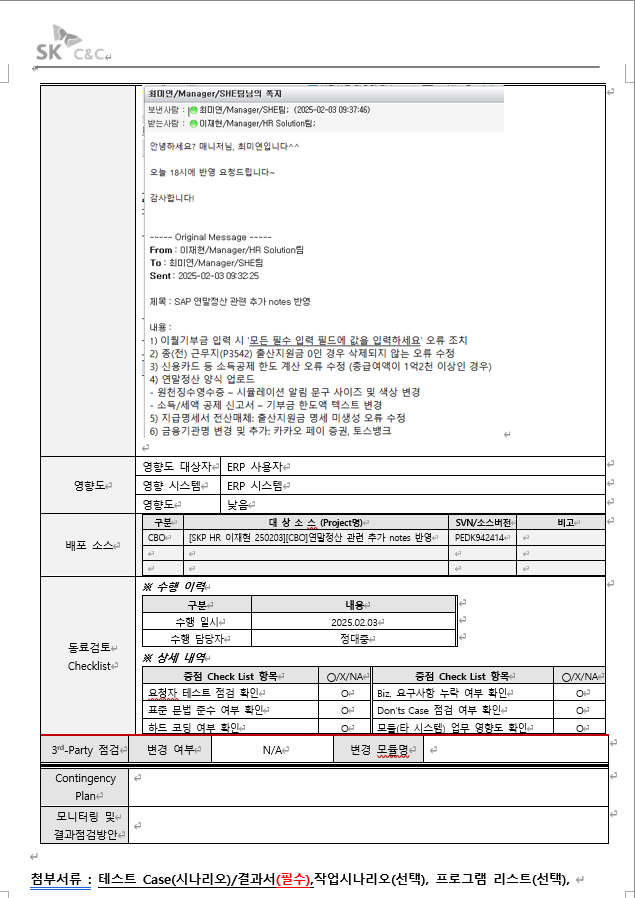 SK C&C
최미연/Manager/SHE팀님의 쪽지
보낸사람 : 최미연/Manager/SHE팀; (2025-02-03 09:37:46)
받는사람 : 이재현/Manager/HR Solution팀;
안녕하세요? 매니저님, 최미연입니다^^
오늘 18시에 반영 요청드립니다~
감사합니다!
----- Original Message -----
From : 이재현/Manager/HR Solution팀
To : 최미연/Manager/SHE팀
Sent : 2025-02-03 09:32:25
제목 : SAP 연말정산 관련 추가 notes 반영
내용 :
1) 이월기부금 입력 시 '모든 필수 입력 필드에 값을 입력하세요' 오류 조치
2) 종(전) 근무지(P3542) 출산지원금 0인 경우 삭제되지 않는 오류 수정
3) 신용카드 등 소득공제 한도 계산 오류 수정 (총급여액이 1억2천 이상인 경우)
4) 연말정산 양식 업로드
- 원천징수영수증 – 시뮬레이션 알림 문구 사이즈 및 색상 변경
- 소득/세액 공제 신고서 – 기부금 한도액 텍스트 변경
5) 지급명세서 전산매체: 출산지원금 명세 미생성 오류 수정
6) 금융기관명 변경 및 추가: 카카오 페이 증권, 토스뱅크
영향도
영향도 대상자 ERP 사용자
영향 시스템 ERP 시스템
영향도 낮음
배포 소스
구분 대 상 소 스 (Project명) SVN/소스버전 비고
CBO [SKP HR 이재현 250203][CBO]연말정산 관련 추가 notes 반영 PEDK942414
동료검토
Checklist
※ 수행 이력
구분 내용
수행 일시 2025.02.03
수행 담당자 정대중
※ 상세 내역
중점 Check List 항목 O/X/NA 중점 Check List 항목 O/X/NA
요청자 테스트 점검 확인 O Biz. 요구사항 누락 여부 확인 O
표준 문법 준수 여부 확인 O Don'ts Case 점검 여부 확인 O
하드 코딩 여부 확인 O 모듈(타 시스템) 업무 영향도 확인 O
3rd-Party 점검 변경 여부 N/A 변경 모듈명
Contingency
Plan
모니터링 및
결과점검방안
첨부서류 : 테스트 Case(시나리오)/결과서(필수),작업시나리오(선택), 프로그램 리스트(선택),